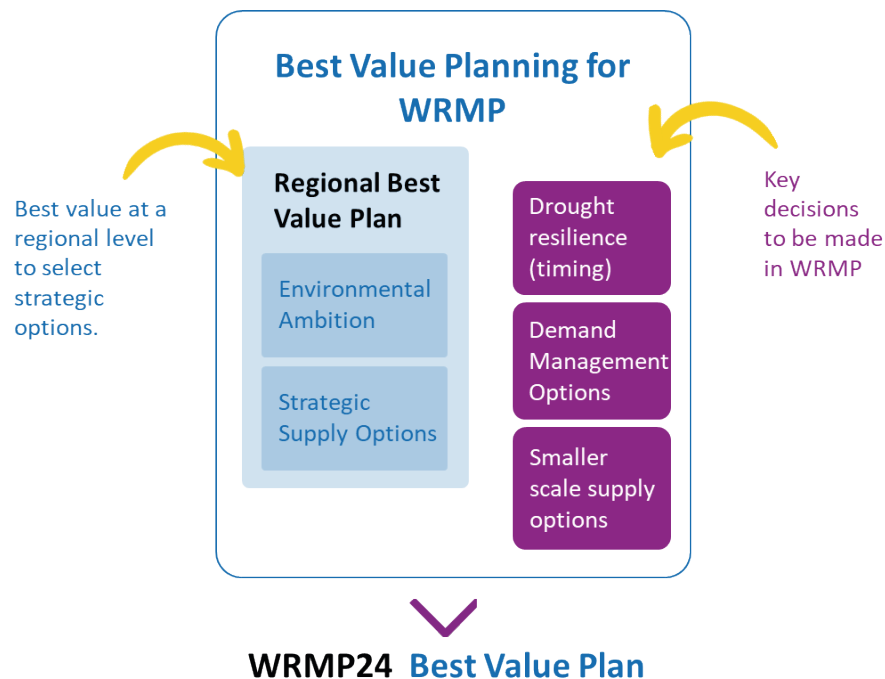 Best Value Planning for
WRMP
Best value at a
regional level
to select
strategic
options.
Regional Best
Value Plan
Environmental
Ambition
Strategic
Supply Options
Drought
resilience
(timing)
Demand
Management
Options
Smaller
scale supply
options
Key
decisions
to be made
in WRMP
WRMP24 Best Value Plan